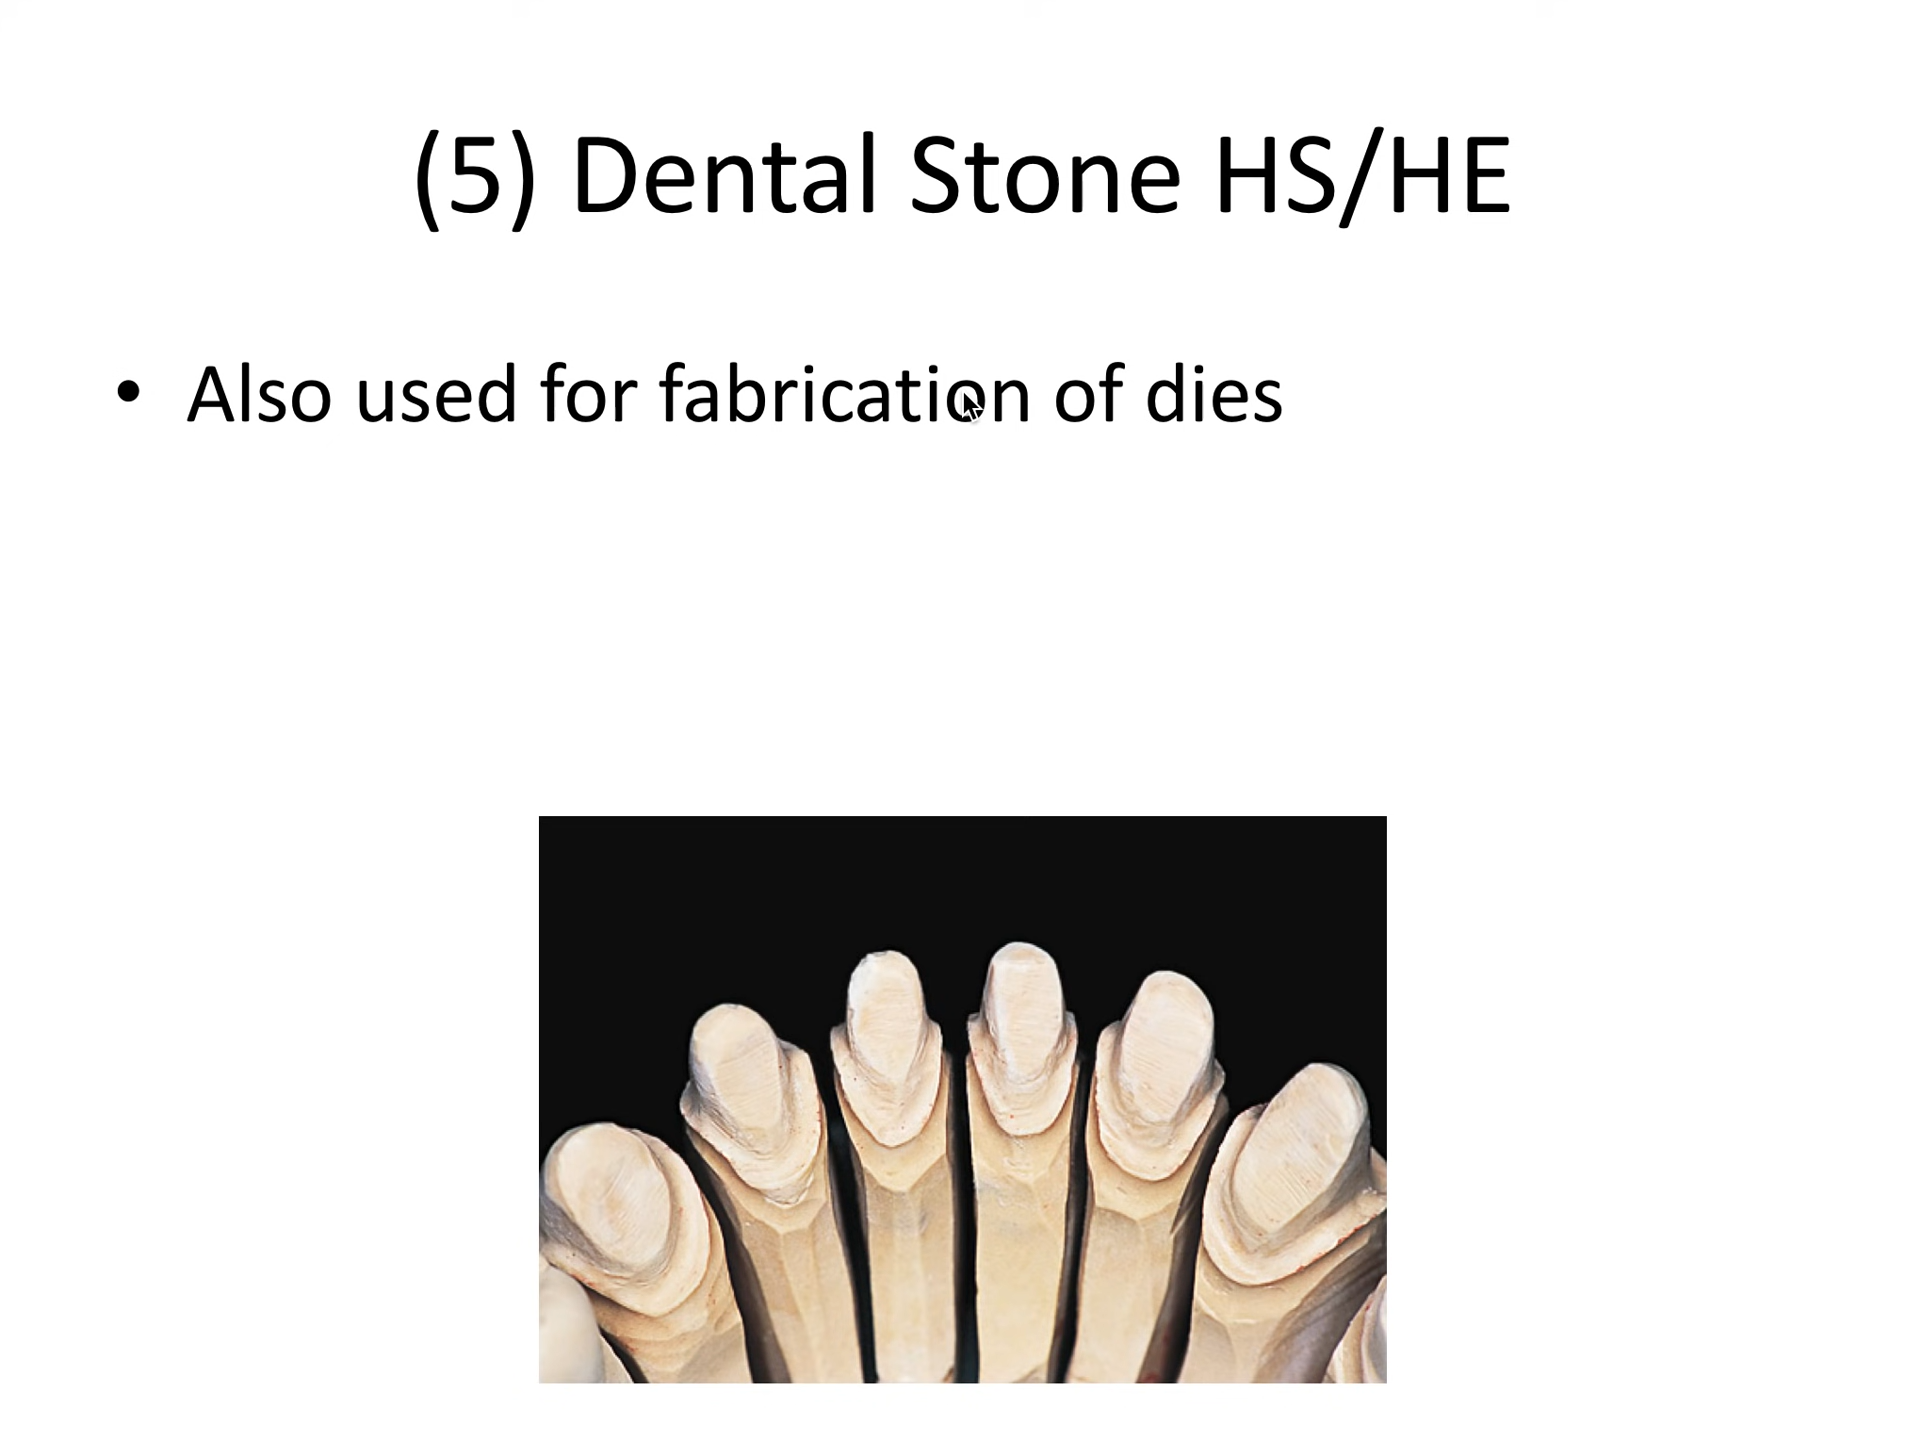 (5) Dental Stone HS/HE
• Also used for fabrication of dies